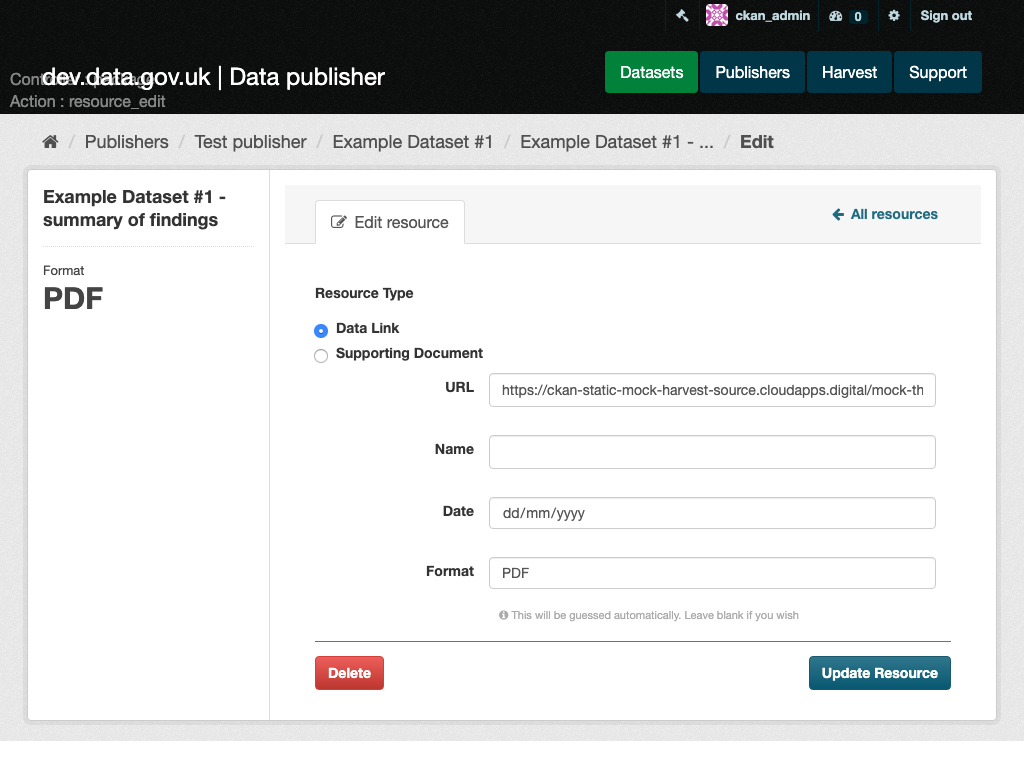 ckan_admin 0 Sign out
dev.data.gov.uk | Data publisher
Action : resource_edit
Datasets Publishers Harvest Support
/ Publishers / Test publisher / Example Dataset #1 / Example Dataset #1 - ... / Edit
Example Dataset #1 -
summary of findings
Format
PDF
Edit resource
All resources
Resource Type
Data Link
Supporting Document
URL https://ckan-static-mock-harvest-source.cloudapps.digital/mock-th
Name
Date dd/mm/yyyy
Format PDF
This will be guessed automatically. Leave blank if you wish
Delete Update Resource